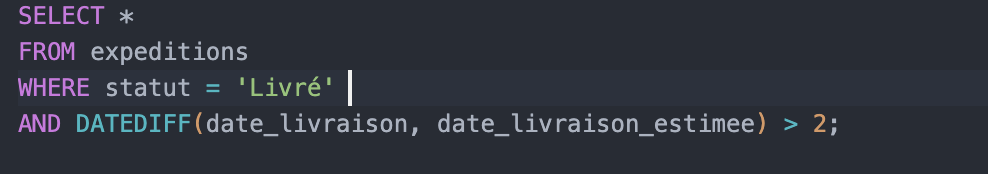 SELECT *
FROM expeditions
WHERE statut = 'Livré'
AND DATEDIFF(date_livraison, date_livraison_estimee) > 2;